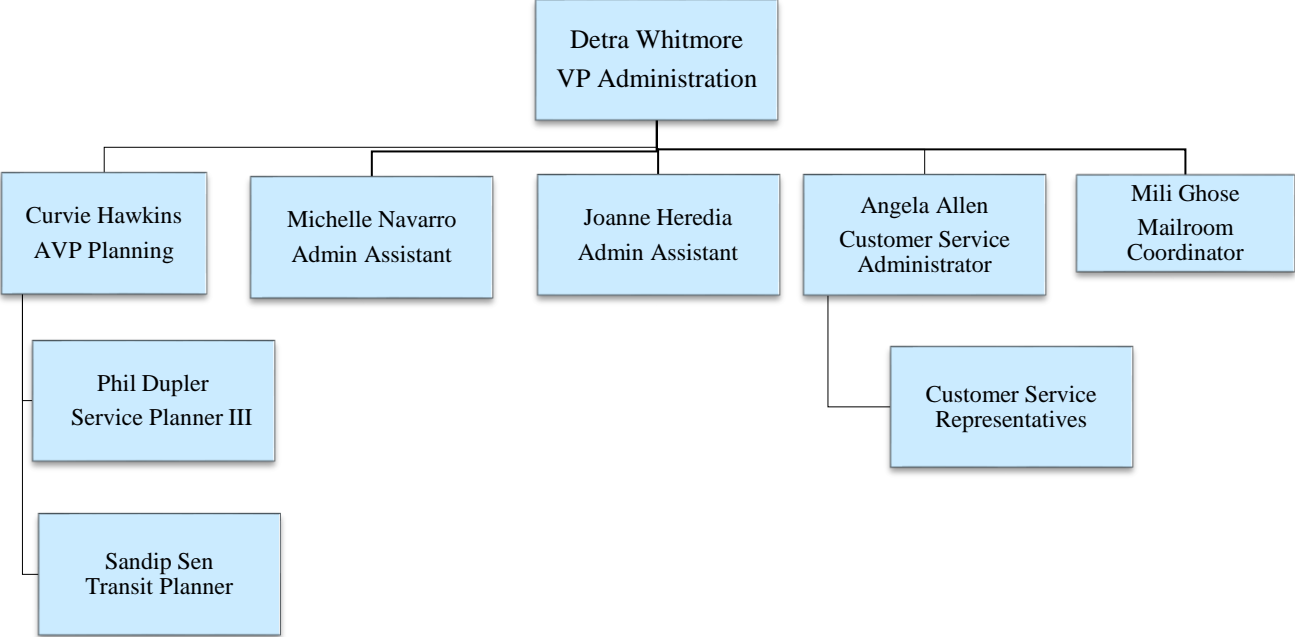 Detra Whitmore
VP Administration
Curvie Hawkins
AVP Planning
Michelle Navarro
Admin Assistant
Joanne Heredia
Admin Assistant
Angela Allen
Customer Service
Administrator
Mili Ghose
Mailroom
Coordinator
Phil Dupler
Service Planner III
Customer Service
Representatives
Sandip Sen
Transit Planner